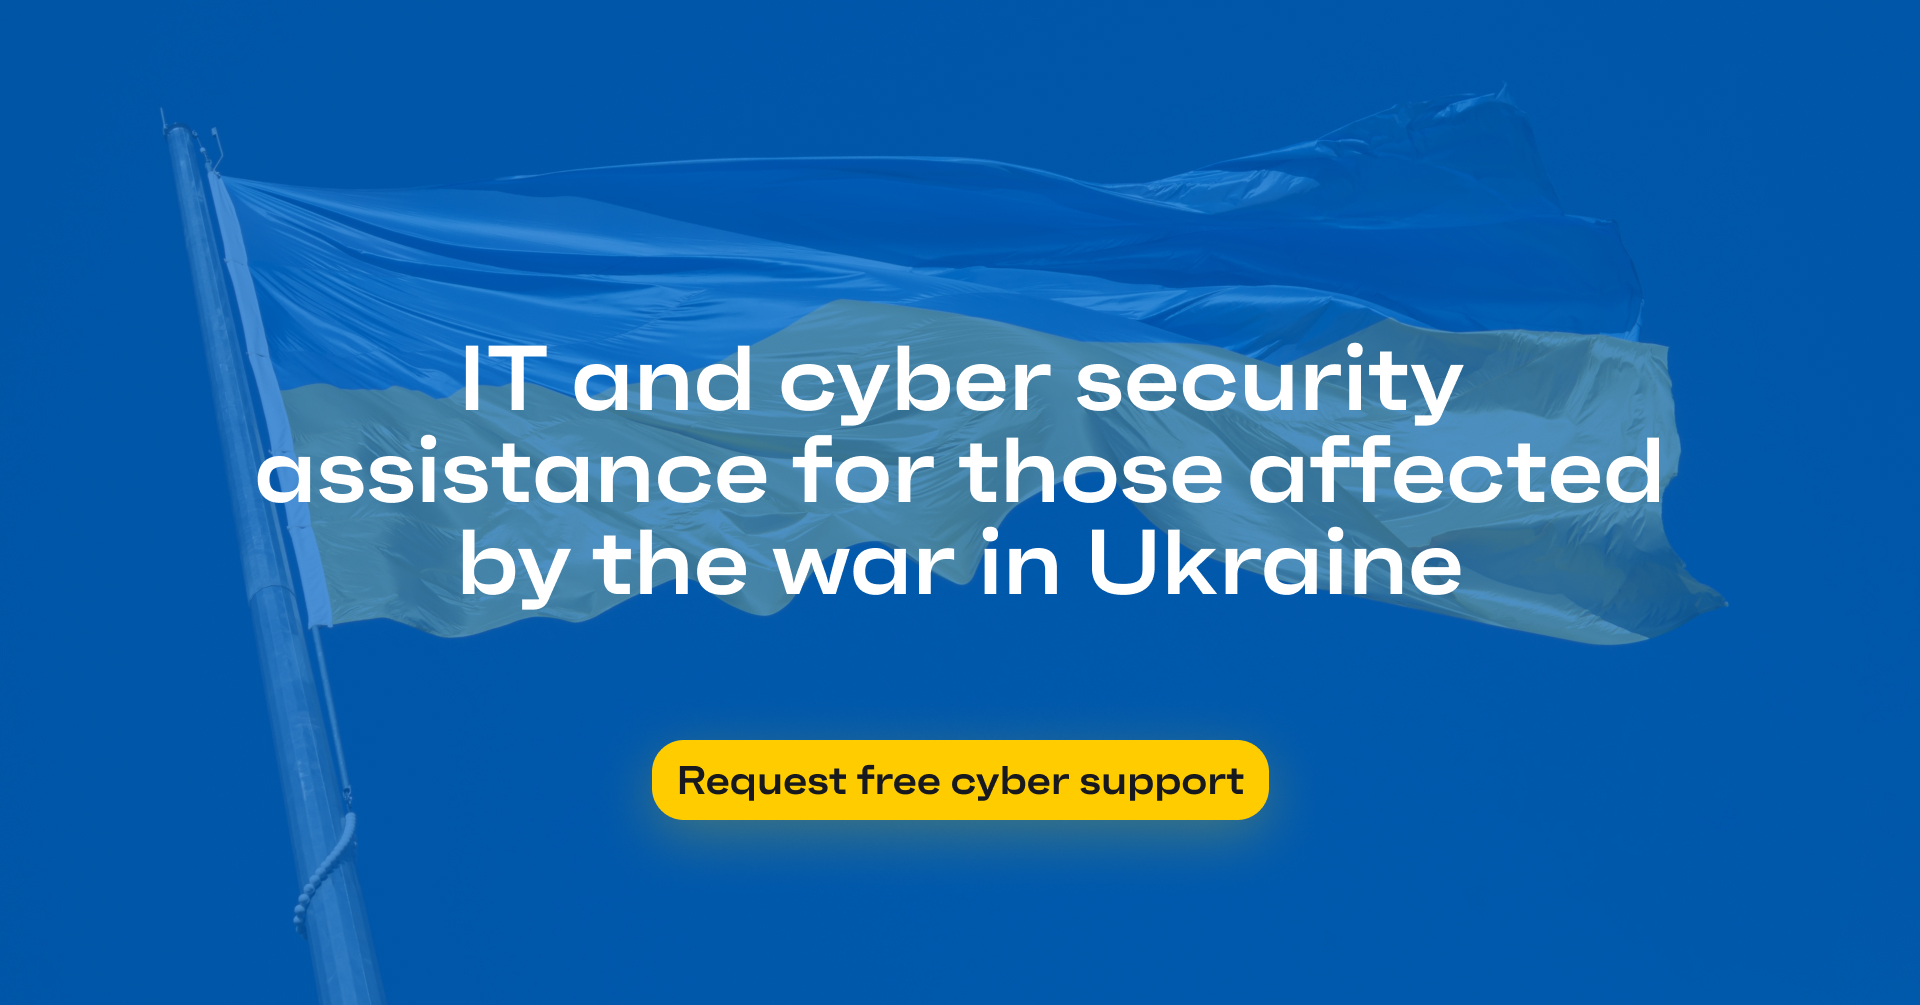 IT and cyber security
assistance for those affected
by the war in Ukraine
Request free cyber support